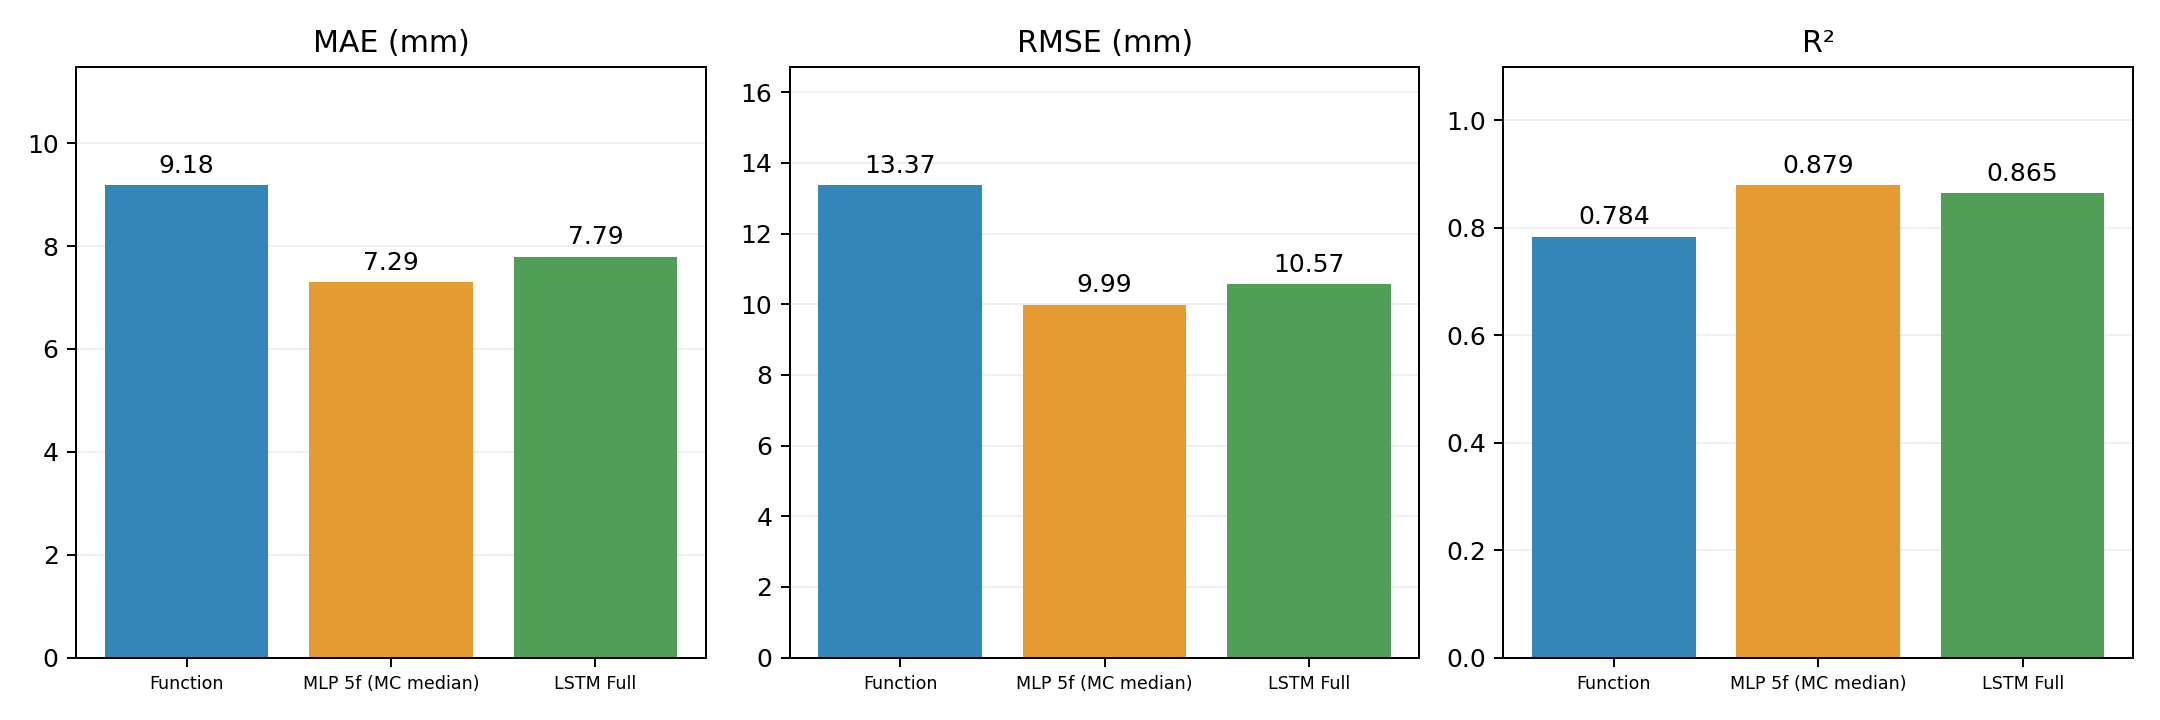 MAE (mm)
10
8
6
4
2
0
9.18
7.29
7.79
Function
MLP 5f (MC median)
LSTM Full
RMSE (mm)
16
14
12
10
8
6
4
2
0
13.37
9.99
10.57
Function
MLP 5f (MC median)
LSTM Full
R²
1.0
0.8
0.6
0.4
0.2
0.0
0.784
0.879
0.865
Function
MLP 5f (MC median)
LSTM Full